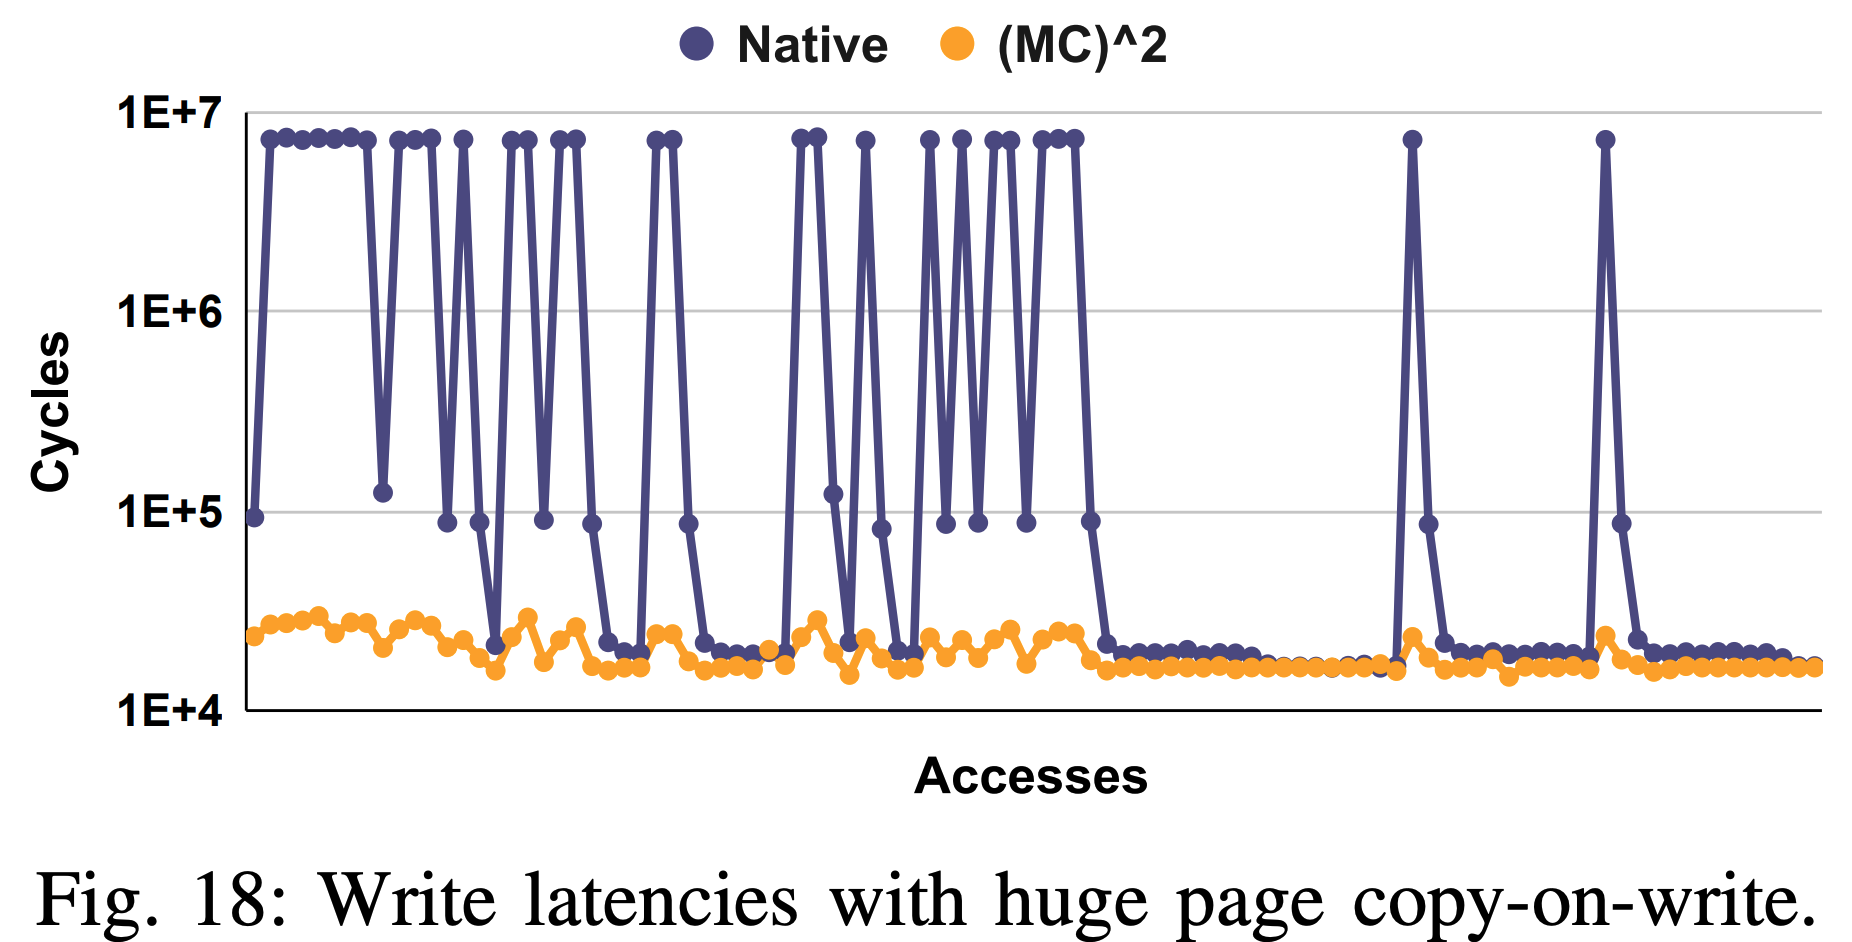 Native (MC)^2
1E+7
1E+6
1E+5
1E+4
Cycles
Accesses
Fig. 18: Write latencies with huge page copy-on-write.